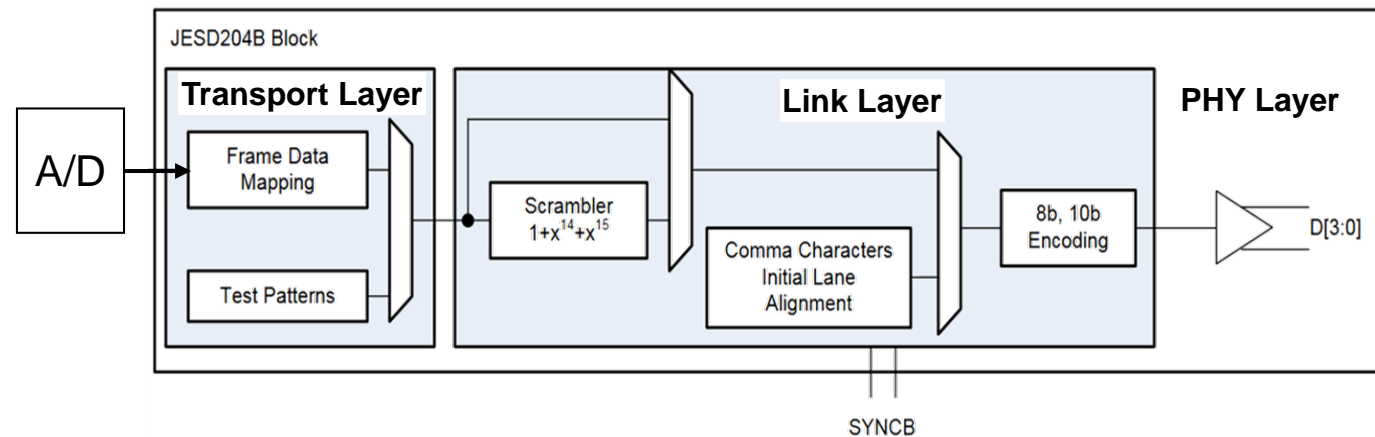 JESD204B Block
Transport Layer
Link Layer
PHY Layer
A/D
Frame Data
Mapping
Test Patterns
Scrambler
1+x¹⁴+x¹⁵
Comma Characters
Initial Lane
Alignment
8b, 10b
Encoding
D[3:0]
SYNCB